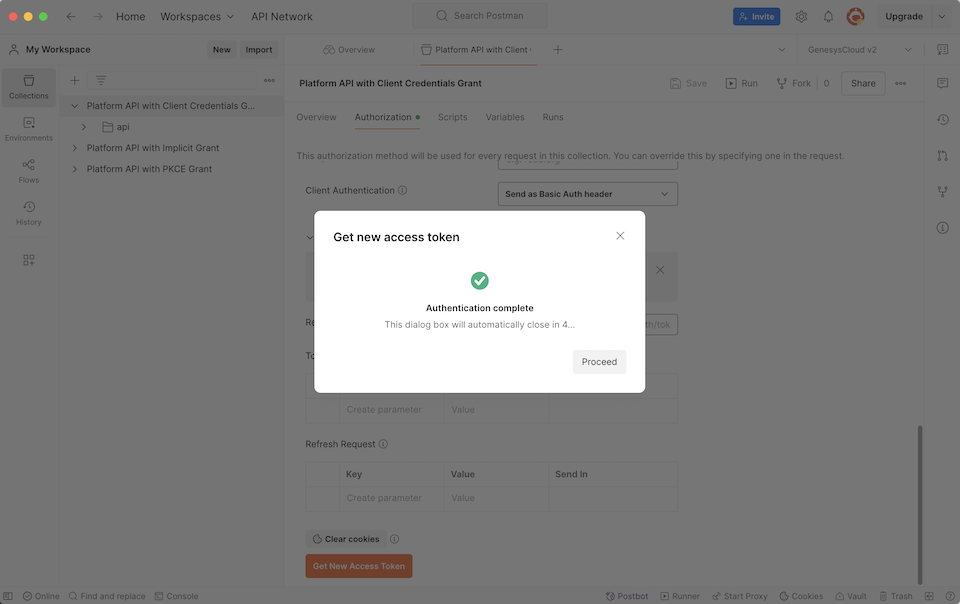 Home Workspaces API Network Search Postman Invite Upgrade
My Workspace New Import Overview Platform API with Client GenesysCloud v2
Collections
Environments
Flows
History
Platform API with Client Credentials G...
api
Platform API with Implicit Grant
Platform API with PKCE Grant
Platform API with Client Credentials Grant Save Run Fork 0 Share
Overview Authorization Scripts Variables Runs
This authorization method will be used for every request in this collection. You can override this by specifying one in the request.
Client Authentication Send as Basic Auth header
Get new access token
Authentication complete
This dialog box will automatically close in 4...
Proceed
Create parameter Value
Refresh Request
Key Value Send In
Create parameter Value
Clear cookies
Get New Access Token
Online Find and replace Console Postbot Runner Start Proxy Cookies Vault Trash